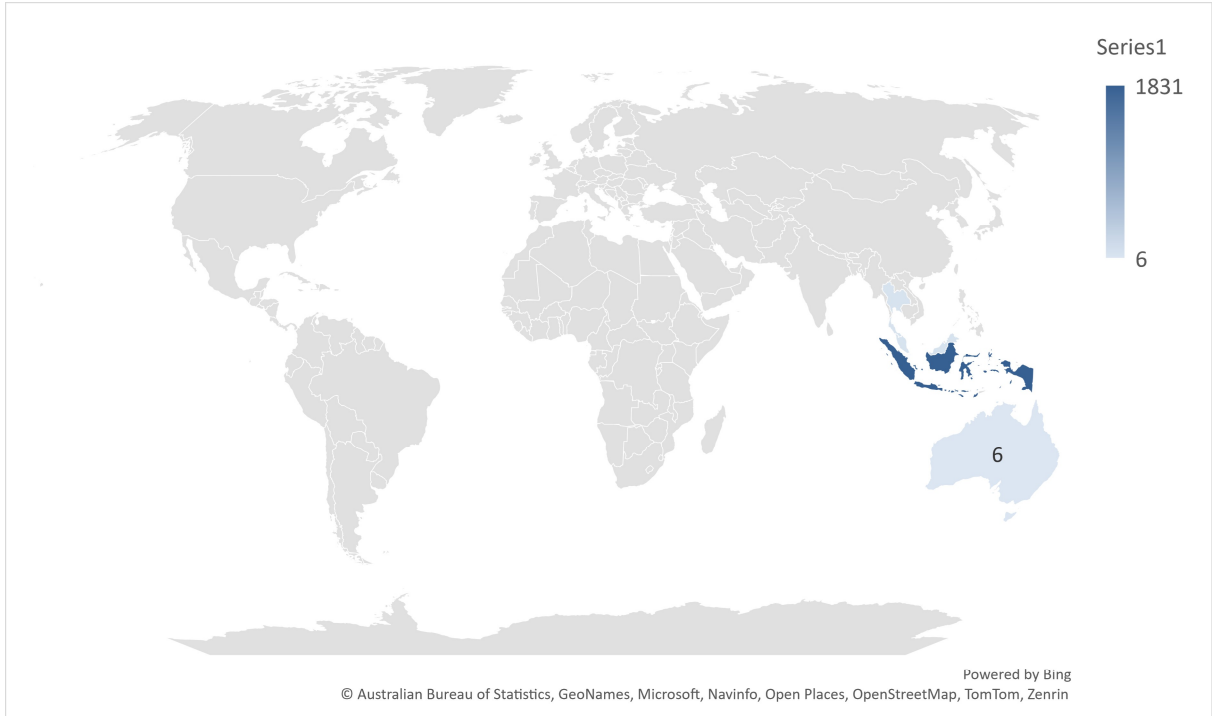 Series1
1831
6
6
Powered by Bing
© Australian Bureau of Statistics, GeoNames, Microsoft, Navinfo, Open Places, OpenStreetMap, TomTom, Zenrin